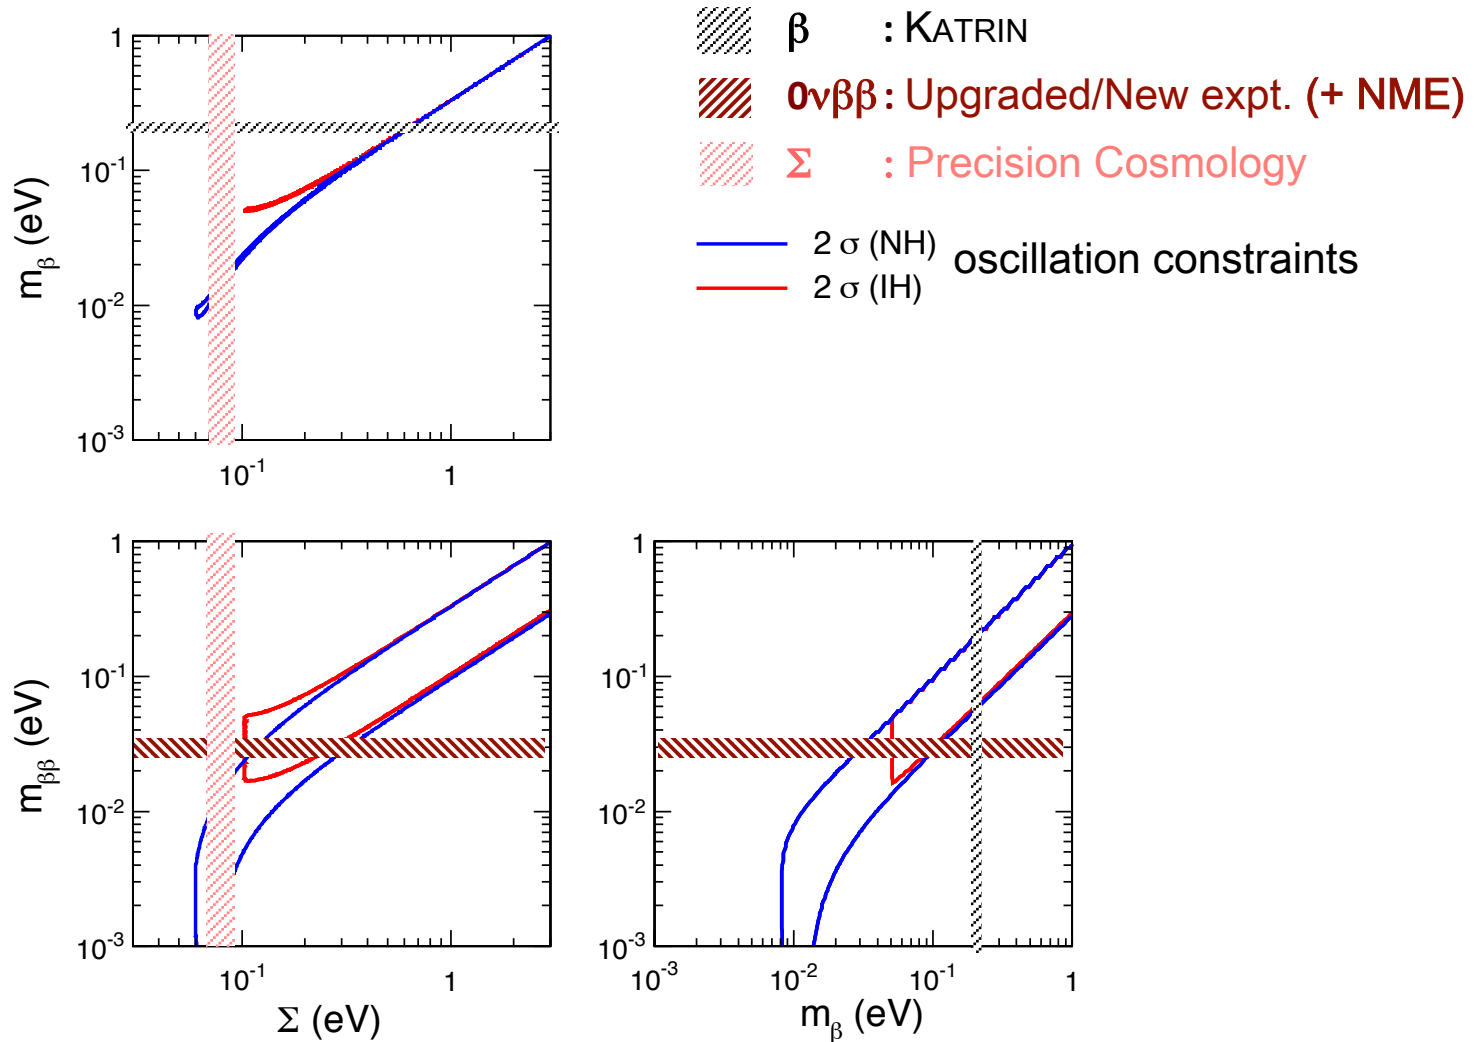 β : KATRIN
0νββ : Upgraded/New expt. (+ NME)
Σ : Precision Cosmology
2 σ (NH)
2 σ (IH)
oscillation constraints
1
10⁻¹
10⁻²
10⁻³
m_β (eV)
10⁻¹ 1
1
10⁻¹
10⁻²
10⁻³
m_ββ (eV)
10⁻¹ 1
Σ (eV)
1
10⁻¹
10⁻²
10⁻³
10⁻³ 10⁻² 10⁻¹ 1
m_β (eV)